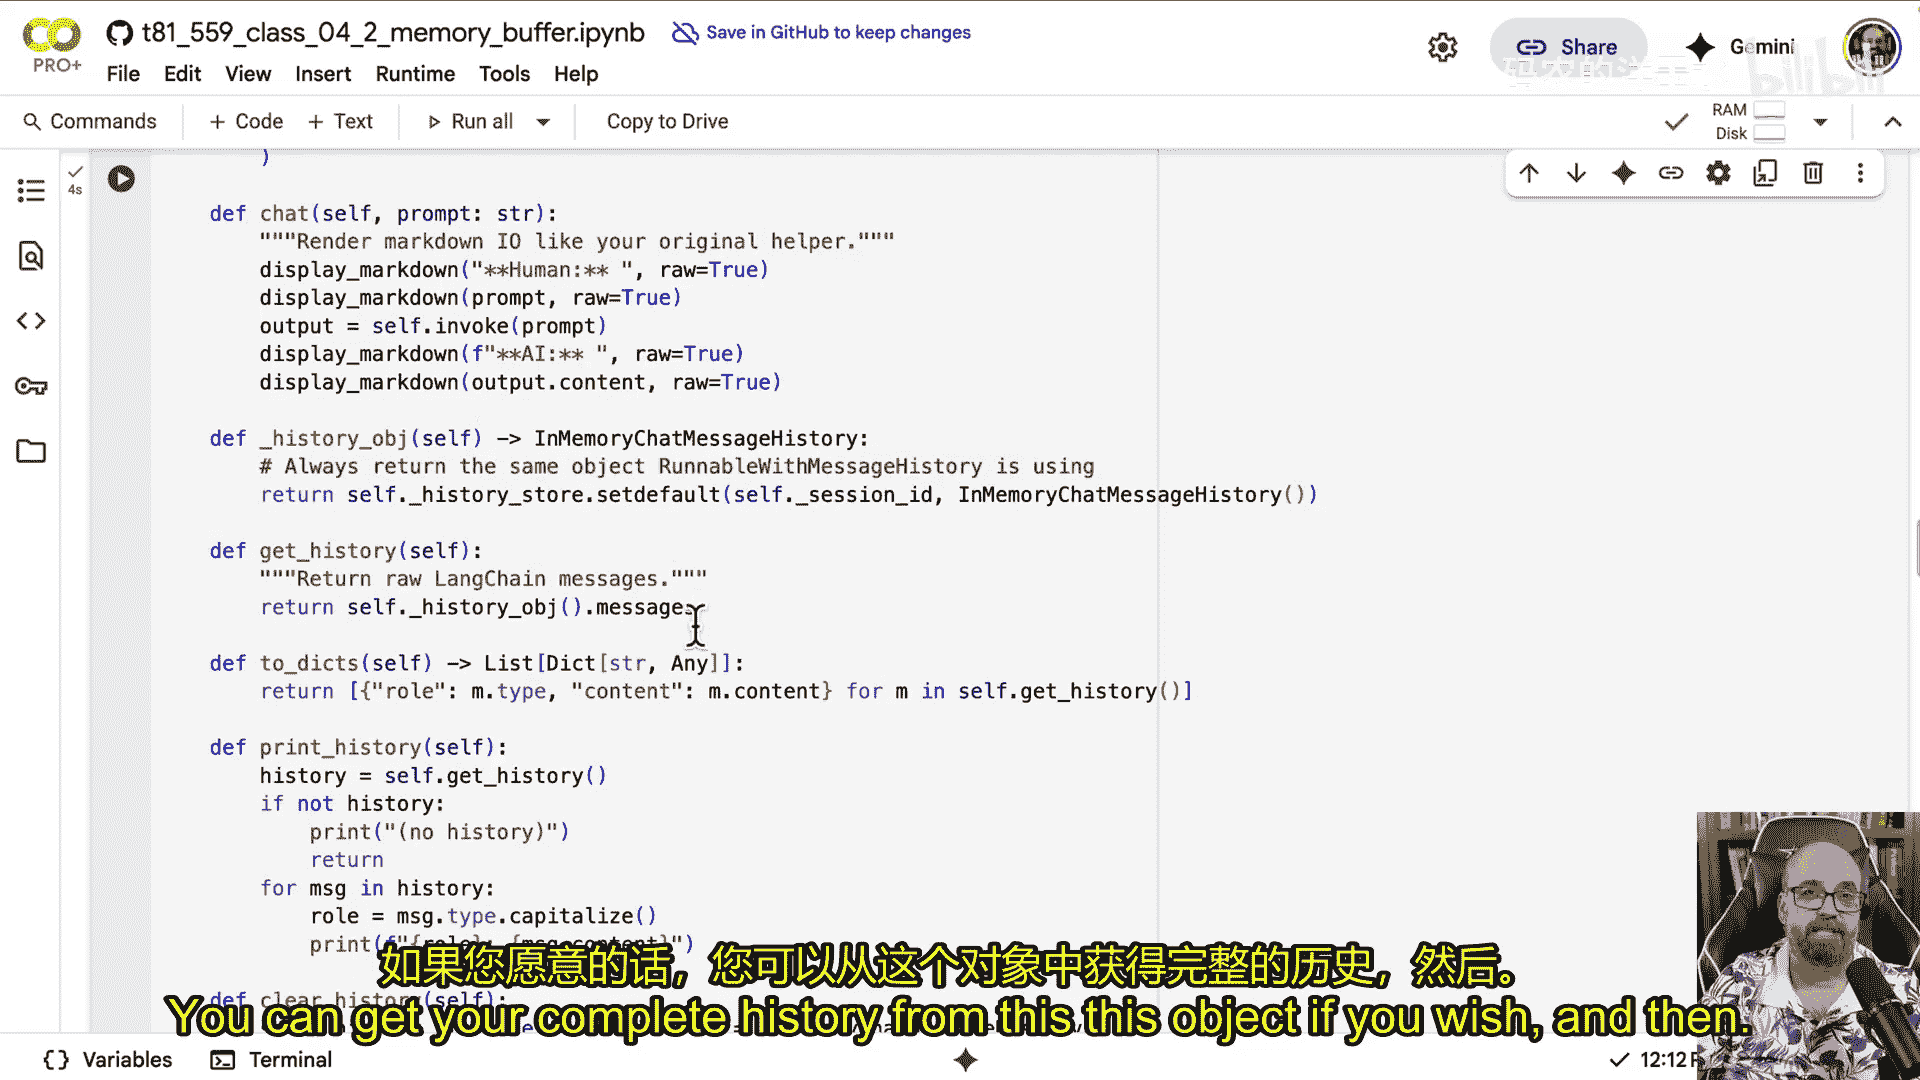 t81_559_class_04_2_memory_buffer.ipynb
Save in GitHub to keep changes
Share
Gemini
bilibili
PRO+
File Edit View Insert Runtime Tools Help
Commands + Code + Text Run all Copy to Drive
RAM
Disk
4s
)
def chat(self, prompt: str):
"""Render markdown IO like your original helper."""
display_markdown("**Human:** ", raw=True)
display_markdown(prompt, raw=True)
output = self.invoke(prompt)
display_markdown(f"**AI:** ", raw=True)
display_markdown(output.content, raw=True)
def _history_obj(self) -> InMemoryChatMessageHistory:
# Always return the same object RunnableWithMessageHistory is using
return self._history_store.setdefault(self._session_id, InMemoryChatMessageHistory())
def get_history(self):
"""Return raw LangChain messages."""
return self._history_obj().messages
def to_dicts(self) -> List[Dict[str, Any]]:
return [{"role": m.type, "content": m.content} for m in self.get_history()]
def print_history(self):
history = self.get_history()
if not history:
print("(no history)")
return
for msg in history:
role = msg.type.capitalize()
print(f"{role}: {msg.content}")
def clear_history(self):
如果您愿意的话，您可以从这个对象中获得完整的历史，然后。
You can get your complete history from this this object if you wish, and then.
Variables Terminal
12:12